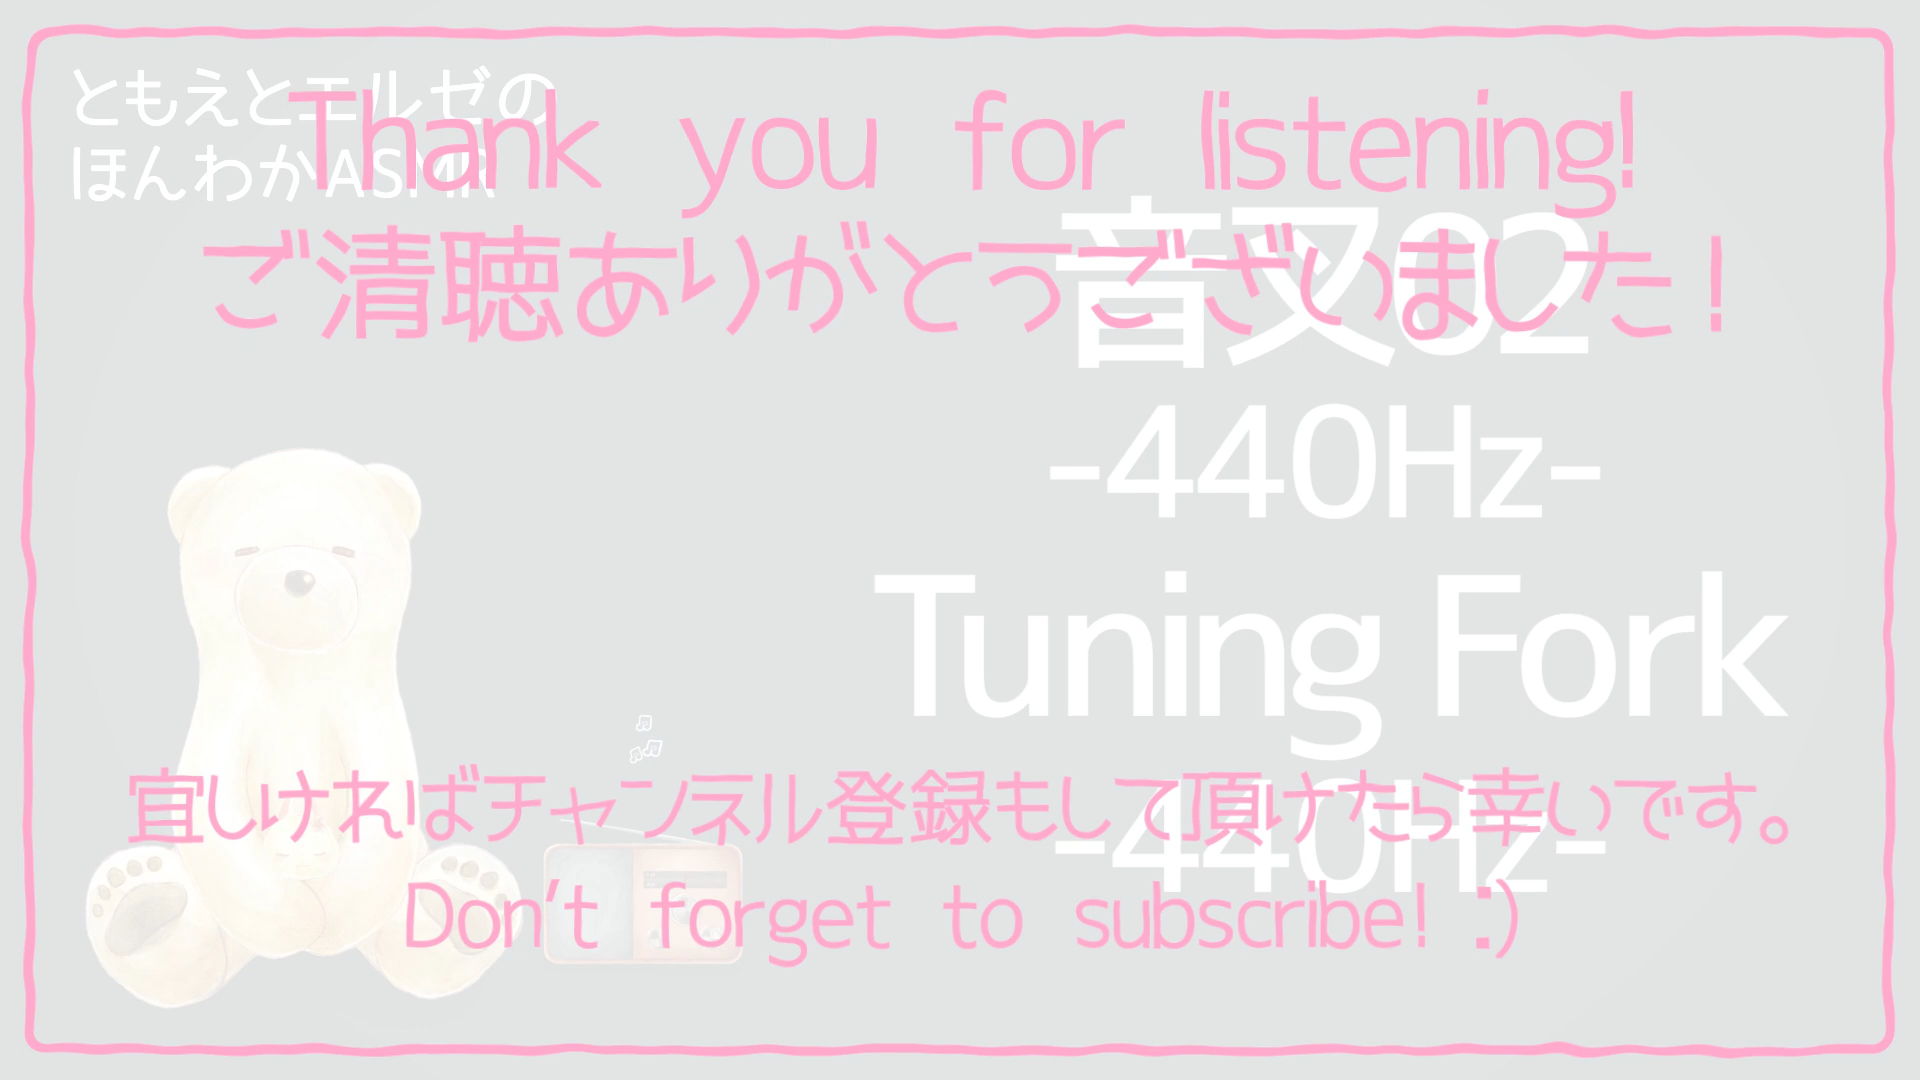 ともえとエルゼの
ほんわかASMR
Thank you for listening!
ご清聴ありがとうございました！
音叉02
-440Hz-
Tuning Fork
-440Hz-
宜しければチャンネル登録もして頂けたら幸いです。
Don't forget to subscribe! :)